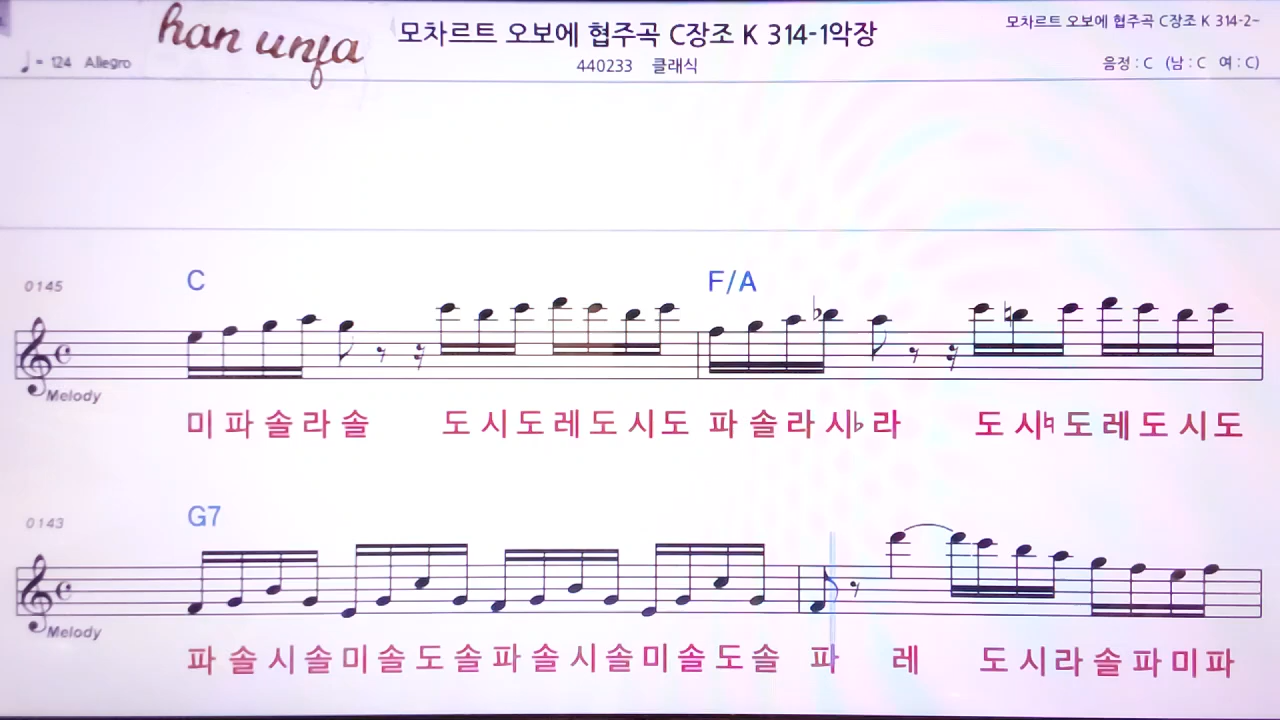 han unfa
모차르트 오보에 협주곡 C장조 K 314-1악장
모차르트 오보에 협주곡 C장조 K 314-2-
♩= 124 Allegro
440233 클래식
음정 : C (남 : C 여 : C)
0145
C F/A
Melody
미 파 솔 라 솔 도 시 도 레 도 시 도 파 솔 라 시♭ 라 도 시♮ 도 레 도 시 도
0143
G7
Melody
파 솔 시 솔 미 솔 도 솔 파 솔 시 솔 미 솔 도 솔 파 레 도 시 라 솔 파 미 파